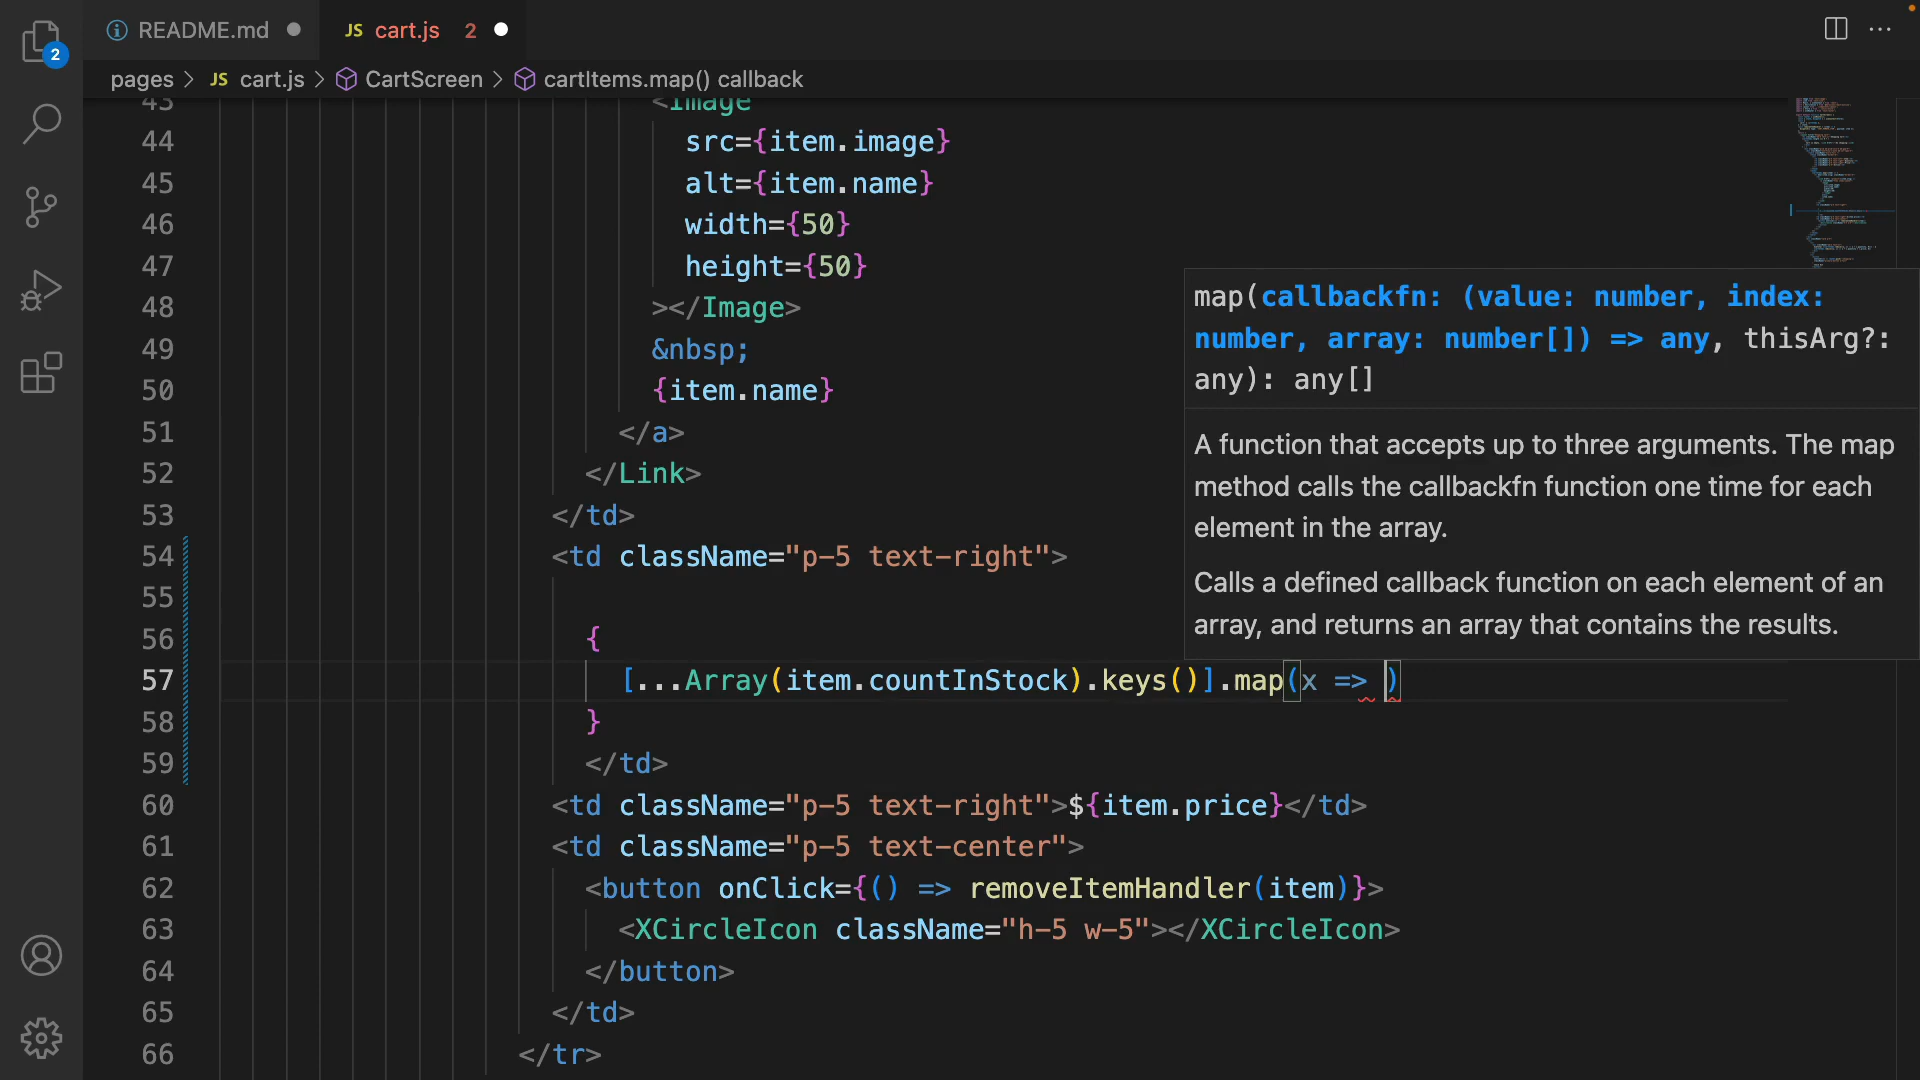 README.md
JS cart.js 2
2
pages > JS cart.js > CartScreen > cartItems.map() callback
43 <Image
44 src={item.image}
45 alt={item.name}
46 width={50}
47 height={50}
48 ></Image>
49 &nbsp;
50 {item.name}
51 </a>
52 </Link>
53 </td>
54 <td className="p-5 text-right">
55
56 {
57 [...Array(item.countInStock).keys()].map(x => )
58 }
59 </td>
60 <td className="p-5 text-right">${item.price}</td>
61 <td className="p-5 text-center">
62 <button onClick={() => removeItemHandler(item)}>
63 <XCircleIcon className="h-5 w-5"></XCircleIcon>
64 </button>
65 </td>
66 </tr>
map(callbackfn: (value: number, index:
number, array: number[]) => any, thisArg?:
any): any[]
A function that accepts up to three arguments. The map
method calls the callbackfn function one time for each
element in the array.
Calls a defined callback function on each element of an
array, and returns an array that contains the results.